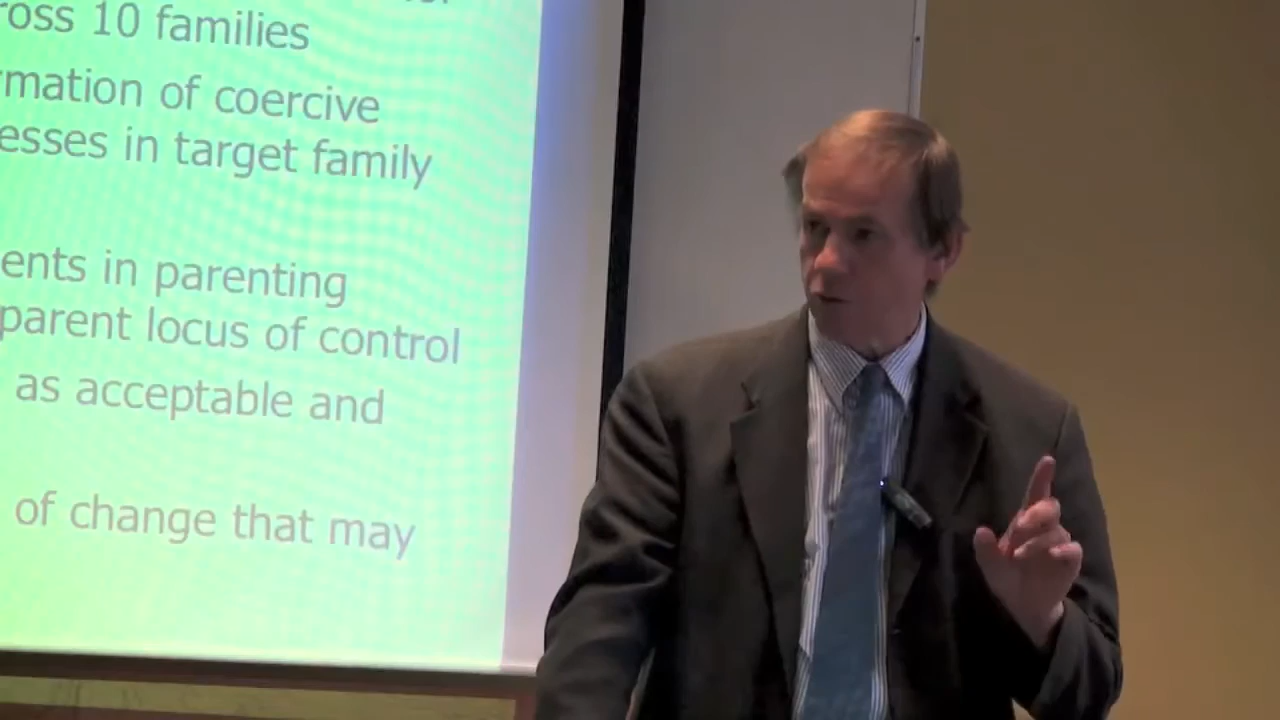 ross 10 families
rmation of coercive
esses in target family
ents in parenting
parent locus of control
as acceptable and
of change that may